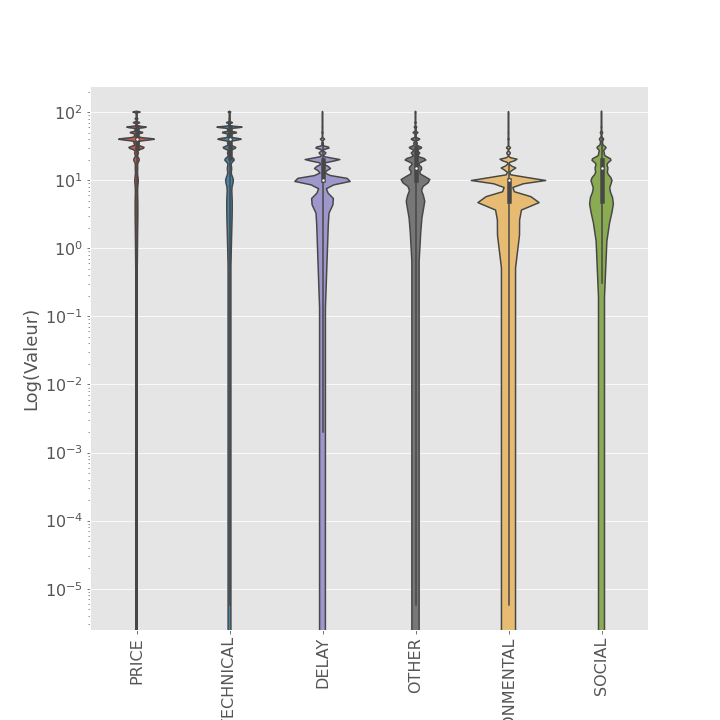 10²
10¹
10⁰
10⁻¹
10⁻²
10⁻³
10⁻⁴
10⁻⁵
Log(Valeur)
PRICE
ECHNICAL
DELAY
OTHER
ONMENTAL
SOCIAL